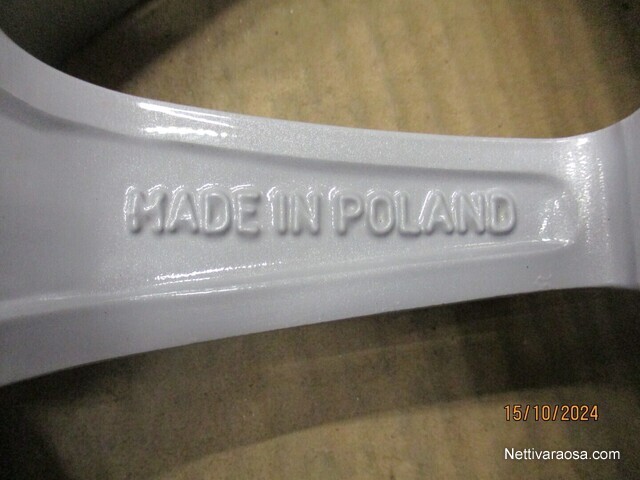 MADE IN POLAND
15/10/2024
Nettivaraosa.com